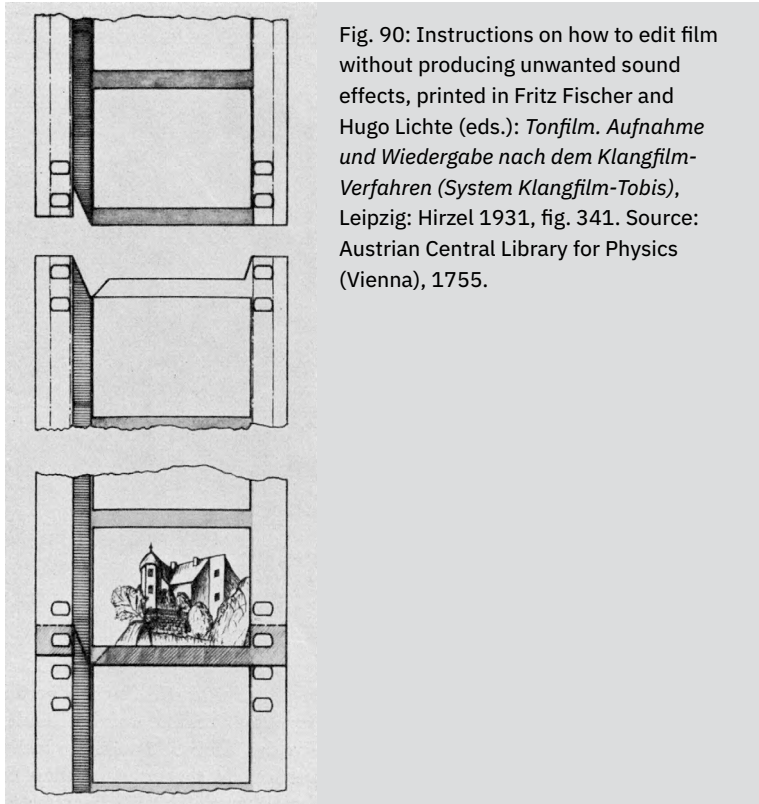 Fig. 90: Instructions on how to edit film
without producing unwanted sound
effects, printed in Fritz Fischer and
Hugo Lichte (eds.): Tonfilm. Aufnahme
und Wiedergabe nach dem Klangfilm-
Verfahren (System Klangfilm-Tobis),
Leipzig: Hirzel 1931, fig. 341. Source:
Austrian Central Library for Physics
(Vienna), 1755.